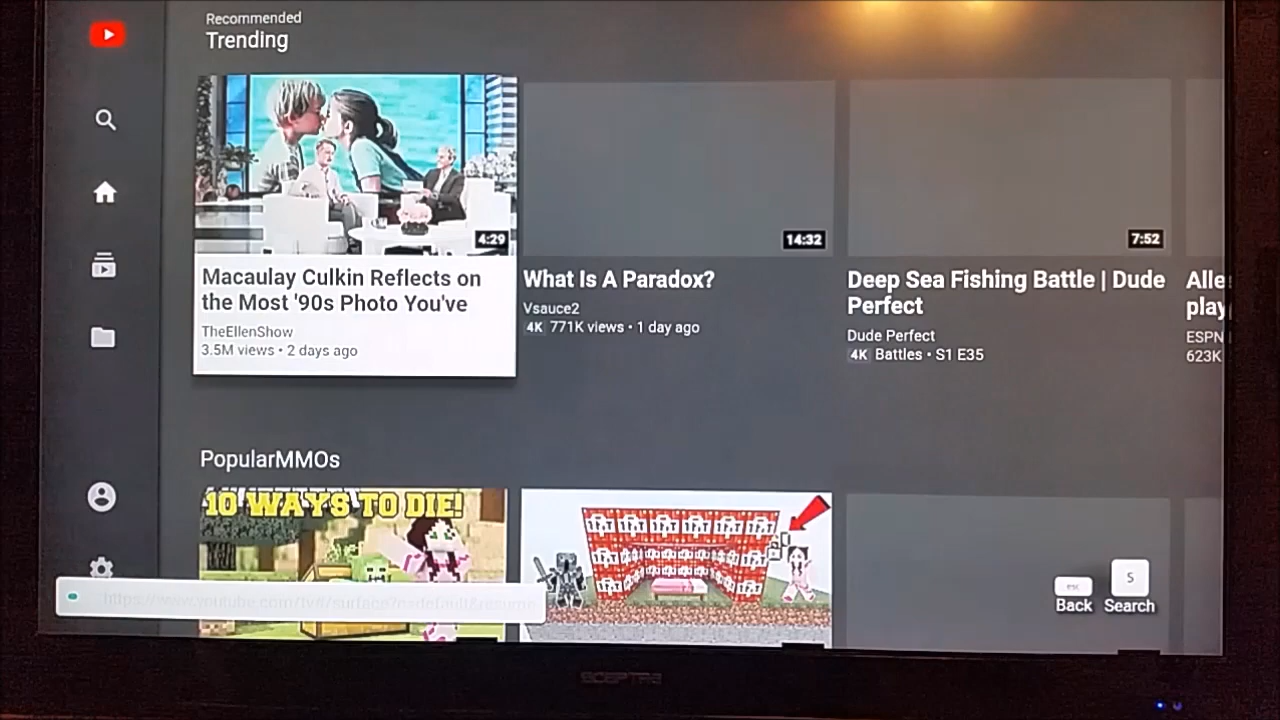 Recommended
Trending
4:29
14:32
7:52
Macaulay Culkin Reflects on
the Most '90s Photo You've
TheEllenShow
3.5M views • 2 days ago
What Is A Paradox?
Vsauce2
4K 771K views • 1 day ago
Deep Sea Fishing Battle | Dude
Perfect
Dude Perfect
4K Battles • S1 E35
Alle
play
ESPN
623K
PopularMMOs
10 WAYS TO DIE!
esc
Back
S
Search
SCEPTRE